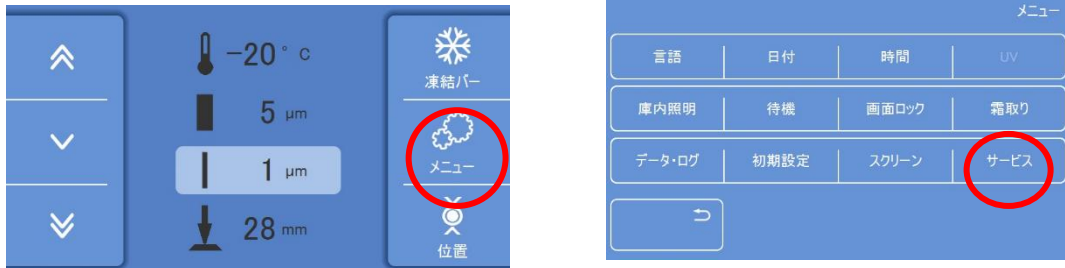 -20° c
凍結バー
5 μm
メニュー
1 μm
28 mm
位置
メニュー
言語 日付 時間 UV
庫内照明 待機 画面ロック 霜取り
データ・ログ 初期設定 スクリーン サービス